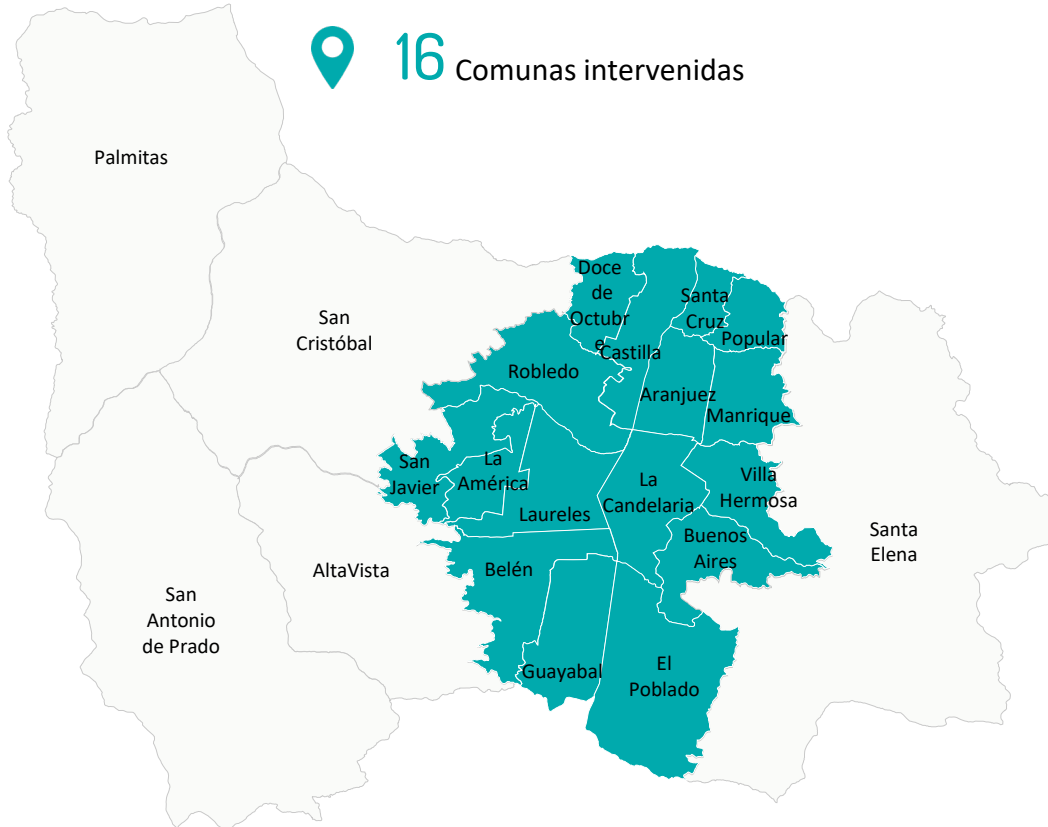 16 Comunas intervenidas
Palmitas
San
Cristóbal
Doce
de
Octubr
e
Santa
Cruz
Popular
Castilla
Robledo
Aranjuez
Manrique
San
Javier
La
América
Laureles
La
Candelaria
Villa
Hermosa
Buenos
Aires
Santa
Elena
AltaVista
Belén
San
Antonio
de Prado
Guayabal
El
Poblado